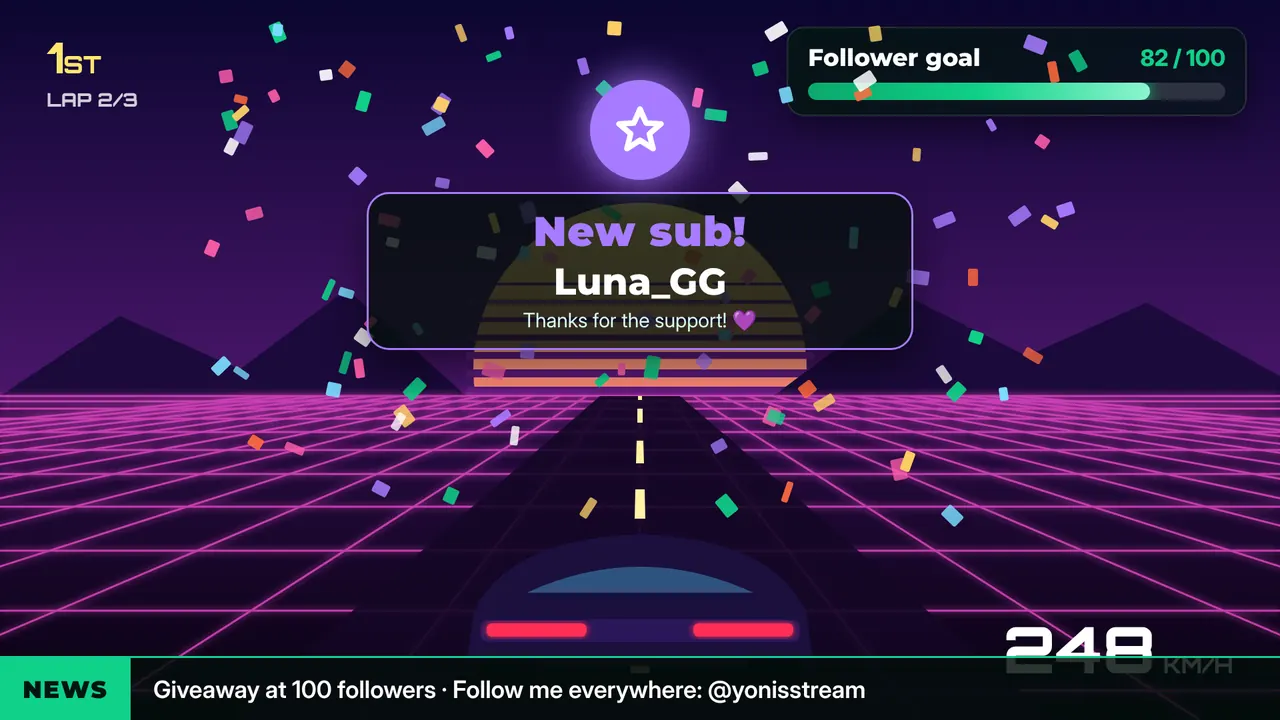 1ST
LAP 2/3
Follower goal 82 / 100
New sub!
Luna_GG
Thanks for the support! 💜
248 KM/H
NEWS Giveaway at 100 followers · Follow me everywhere: @yonisstream